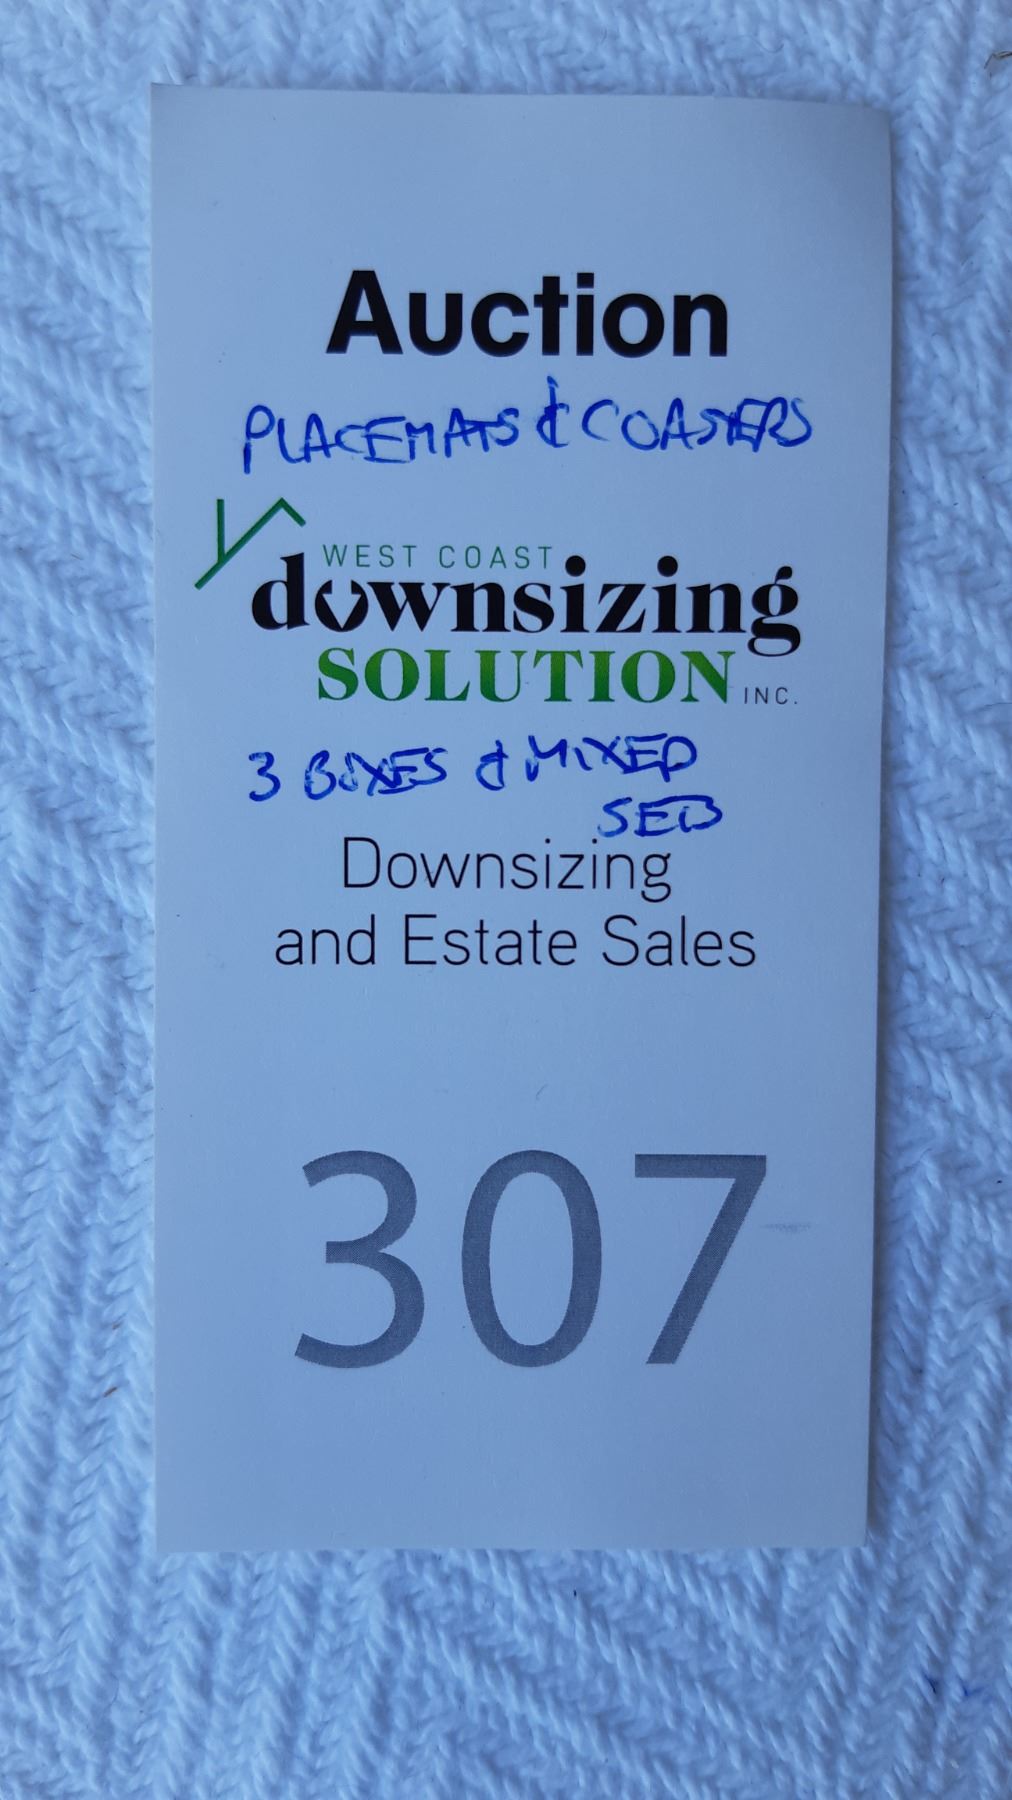 Auction
PLACEMATS & COASTERS
WEST COAST
downsizing
SOLUTION INC.
3 BOXES & MIXED
SETS
Downsizing
and Estate Sales
307